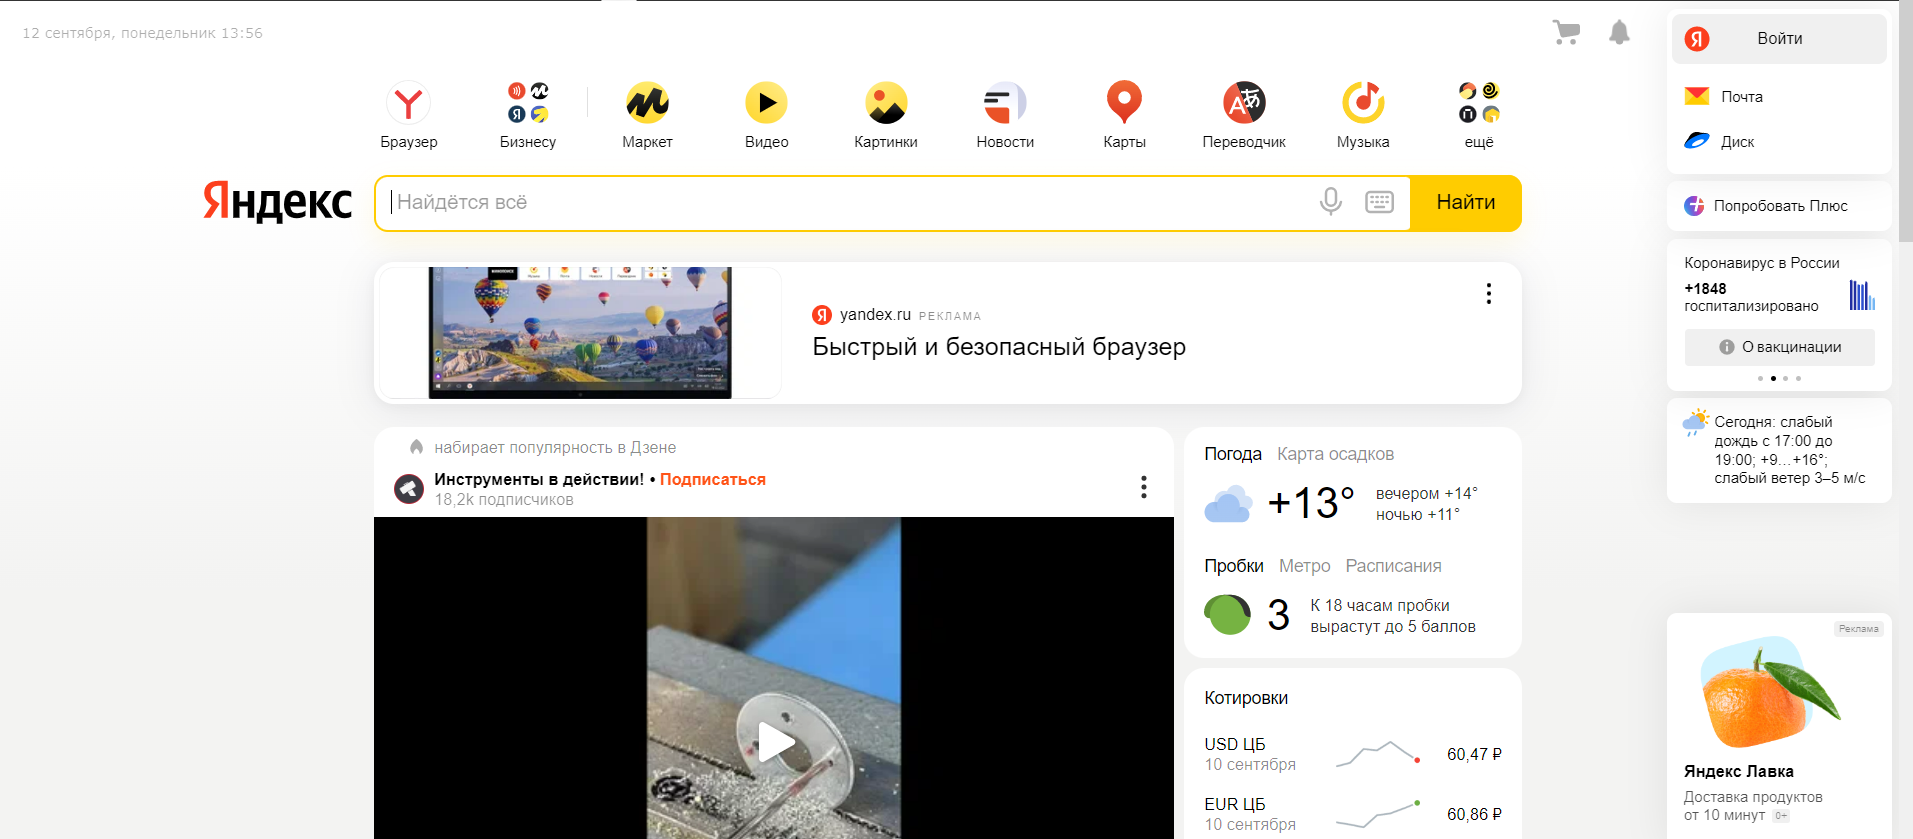 12 сентября, понедельник 13:56
Войти
Почта
Диск
Браузер
Бизнесу
Маркет
Видео
Картинки
Новости
Карты
Переводчик
Музыка
ещё
Яндекс
Найдётся всё
Найти
Попробовать Плюс
yandex.ru РЕКЛАМА
Быстрый и безопасный браузер
Коронавирус в России
+1848
госпитализировано
О вакцинации
Сегодня: слабый
дождь с 17:00 до
19:00; +9…+16°;
слабый ветер 3–5 м/с
набирает популярность в Дзене
Инструменты в действии! • Подписаться
18,2k подписчиков
Погода Карта осадков
+13°
вечером +14°
ночью +11°
Пробки Метро Расписания
3
К 18 часам пробки
вырастут до 5 баллов
Котировки
USD ЦБ
10 сентября
60,47 ₽
EUR ЦБ
10 сентября
60,86 ₽
Реклама
Яндекс Лавка
Доставка продуктов
от 10 минут 0+